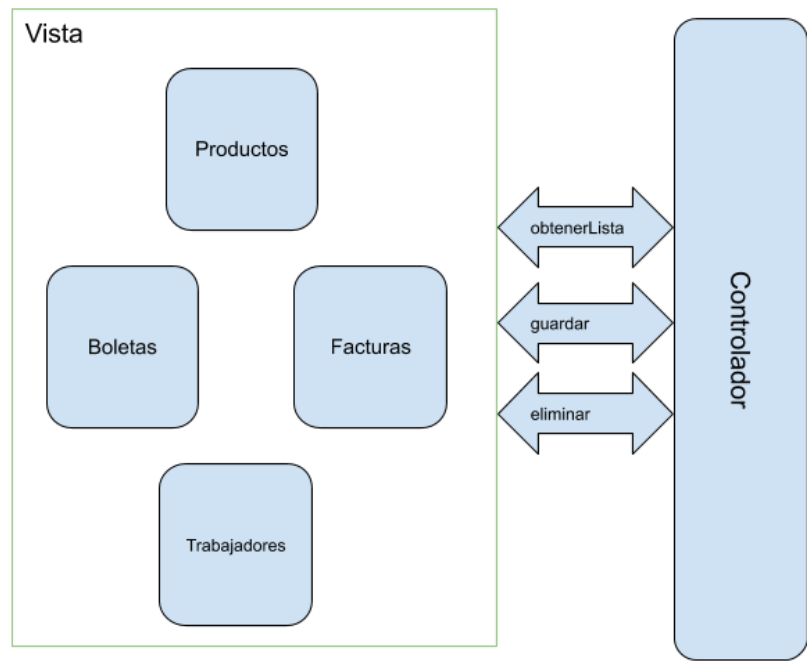 Vista
Productos
Boletas
Facturas
Trabajadores
obtenerLista
guardar
eliminar
Controlador